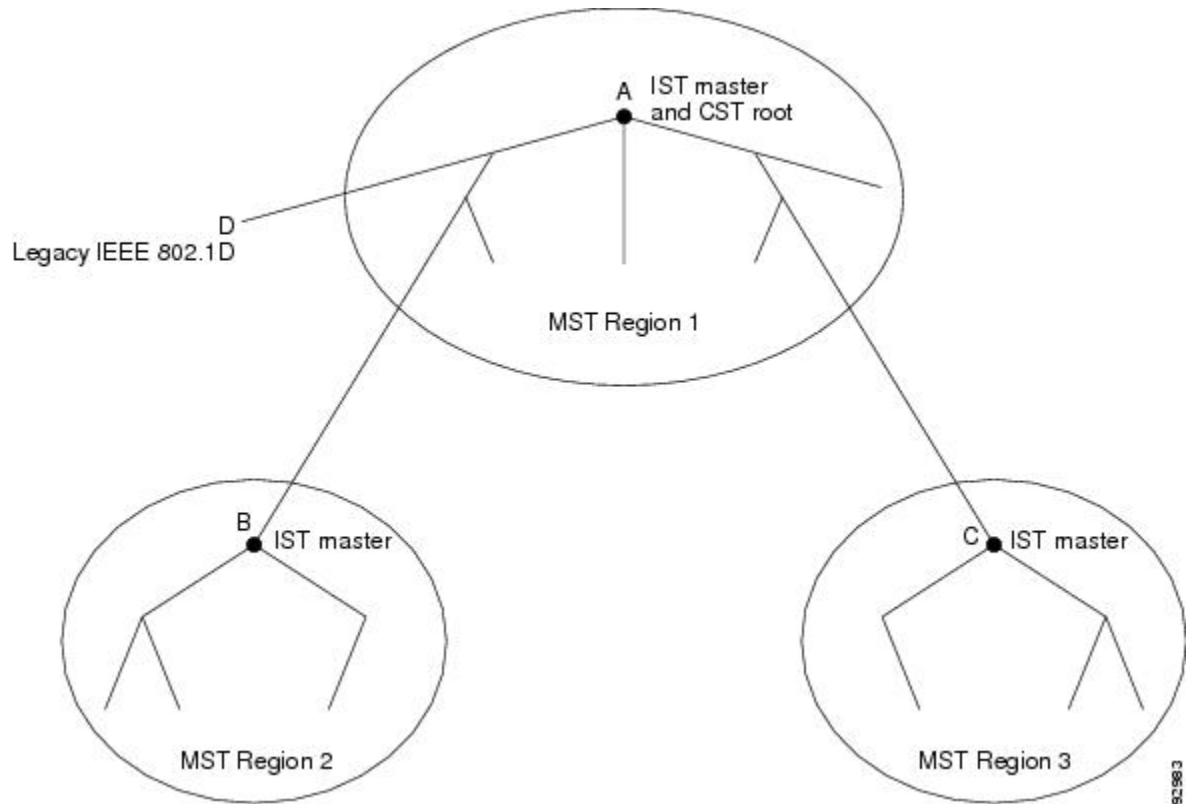 A
IST master
and CST root
D
Legacy IEEE 802.1D
MST Region 1
B
IST master
C
IST master
MST Region 2
MST Region 3
92983